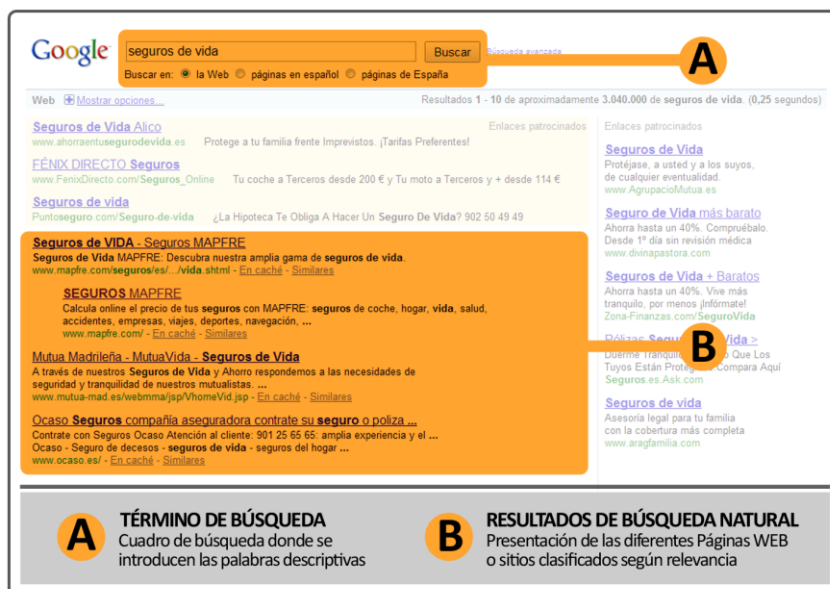 Google
seguros de vida
Buscar
Búsqueda avanzada
Buscar en: la Web páginas en español páginas de España
A
Web Mostrar opciones...
Resultados 1 - 10 de aproximadamente 3.040.000 de seguros de vida. (0,25 segundos)
Seguros de Vida Alico
Enlaces patrocinados
www.ahorraentusegurodevida.es Protege a tu familia frente Imprevistos. ¡Tarifas Preferentes!
FÉNIX DIRECTO Seguros
www.FenixDirecto.com/Seguros_Online Tu coche a Terceros desde 200 € y Tu moto a Terceros y + desde 114 €
Seguros de vida
Puntoseguro.com/Seguro-de-vida ¿La Hipoteca Te Obliga A Hacer Un Seguro De Vida? 902 50 49 49
Seguros de VIDA - Seguros MAPFRE
Seguros de Vida MAPFRE: Descubra nuestra amplia gama de seguros de vida.
www.mapfre.com/seguros/es/.../vida.shtml - En caché - Similares
SEGUROS MAPFRE
Calcula online el precio de tus seguros con MAPFRE: seguros de coche, hogar, vida, salud,
accidentes, empresas, viajes, deportes, navegación, ...
www.mapfre.com/ - En caché - Similares
Mutua Madrileña - MutuaVida - Seguros de Vida
A través de nuestros Seguros de Vida y Ahorro respondemos a las necesidades de
seguridad y tranquilidad de nuestros mutualistas. ...
www.mutua-mad.es/webmma/jsp/VhomeVid.jsp - En caché - Similares
Ocaso Seguros compañía aseguradora contrate su seguro o poliza ...
Contrate con Seguros Ocaso Atención al cliente: 901 25 65 65: amplia experiencia y el ...
Ocaso - Seguro de decesos - seguros de vida - seguros del hogar ...
www.ocaso.es/ - En caché - Similares
Enlaces patrocinados
Seguros de Vida
Protéjase, a usted y a los suyos,
de cualquier eventualidad.
www.AgrupacioMutua.es
Seguro de Vida más barato
Ahorra hasta un 40%. Compruébalo.
Desde 1º día sin revisión médica
www.divinapastora.com
Seguros de Vida + Baratos
Ahorra hasta un 40%. Vive más
tranquilo, por menos ¡Infórmate!
Zona-Finanzas.com/SeguroVida
Pólizas Vida >
Duerme Que Los
Tuyos Están Compara Aquí
Seguros.es.Ask.com
B
Seguros de vida
Asesoría legal para tu familia
con la cobertura más completa
www.aragfamilia.com
A
TÉRMINO DE BÚSQUEDA
Cuadro de búsqueda donde se
introducen las palabras descriptivas
B
RESULTADOS DE BÚSQUEDA NATURAL
Presentación de las diferentes Páginas WEB
o sitios clasificados según relevancia